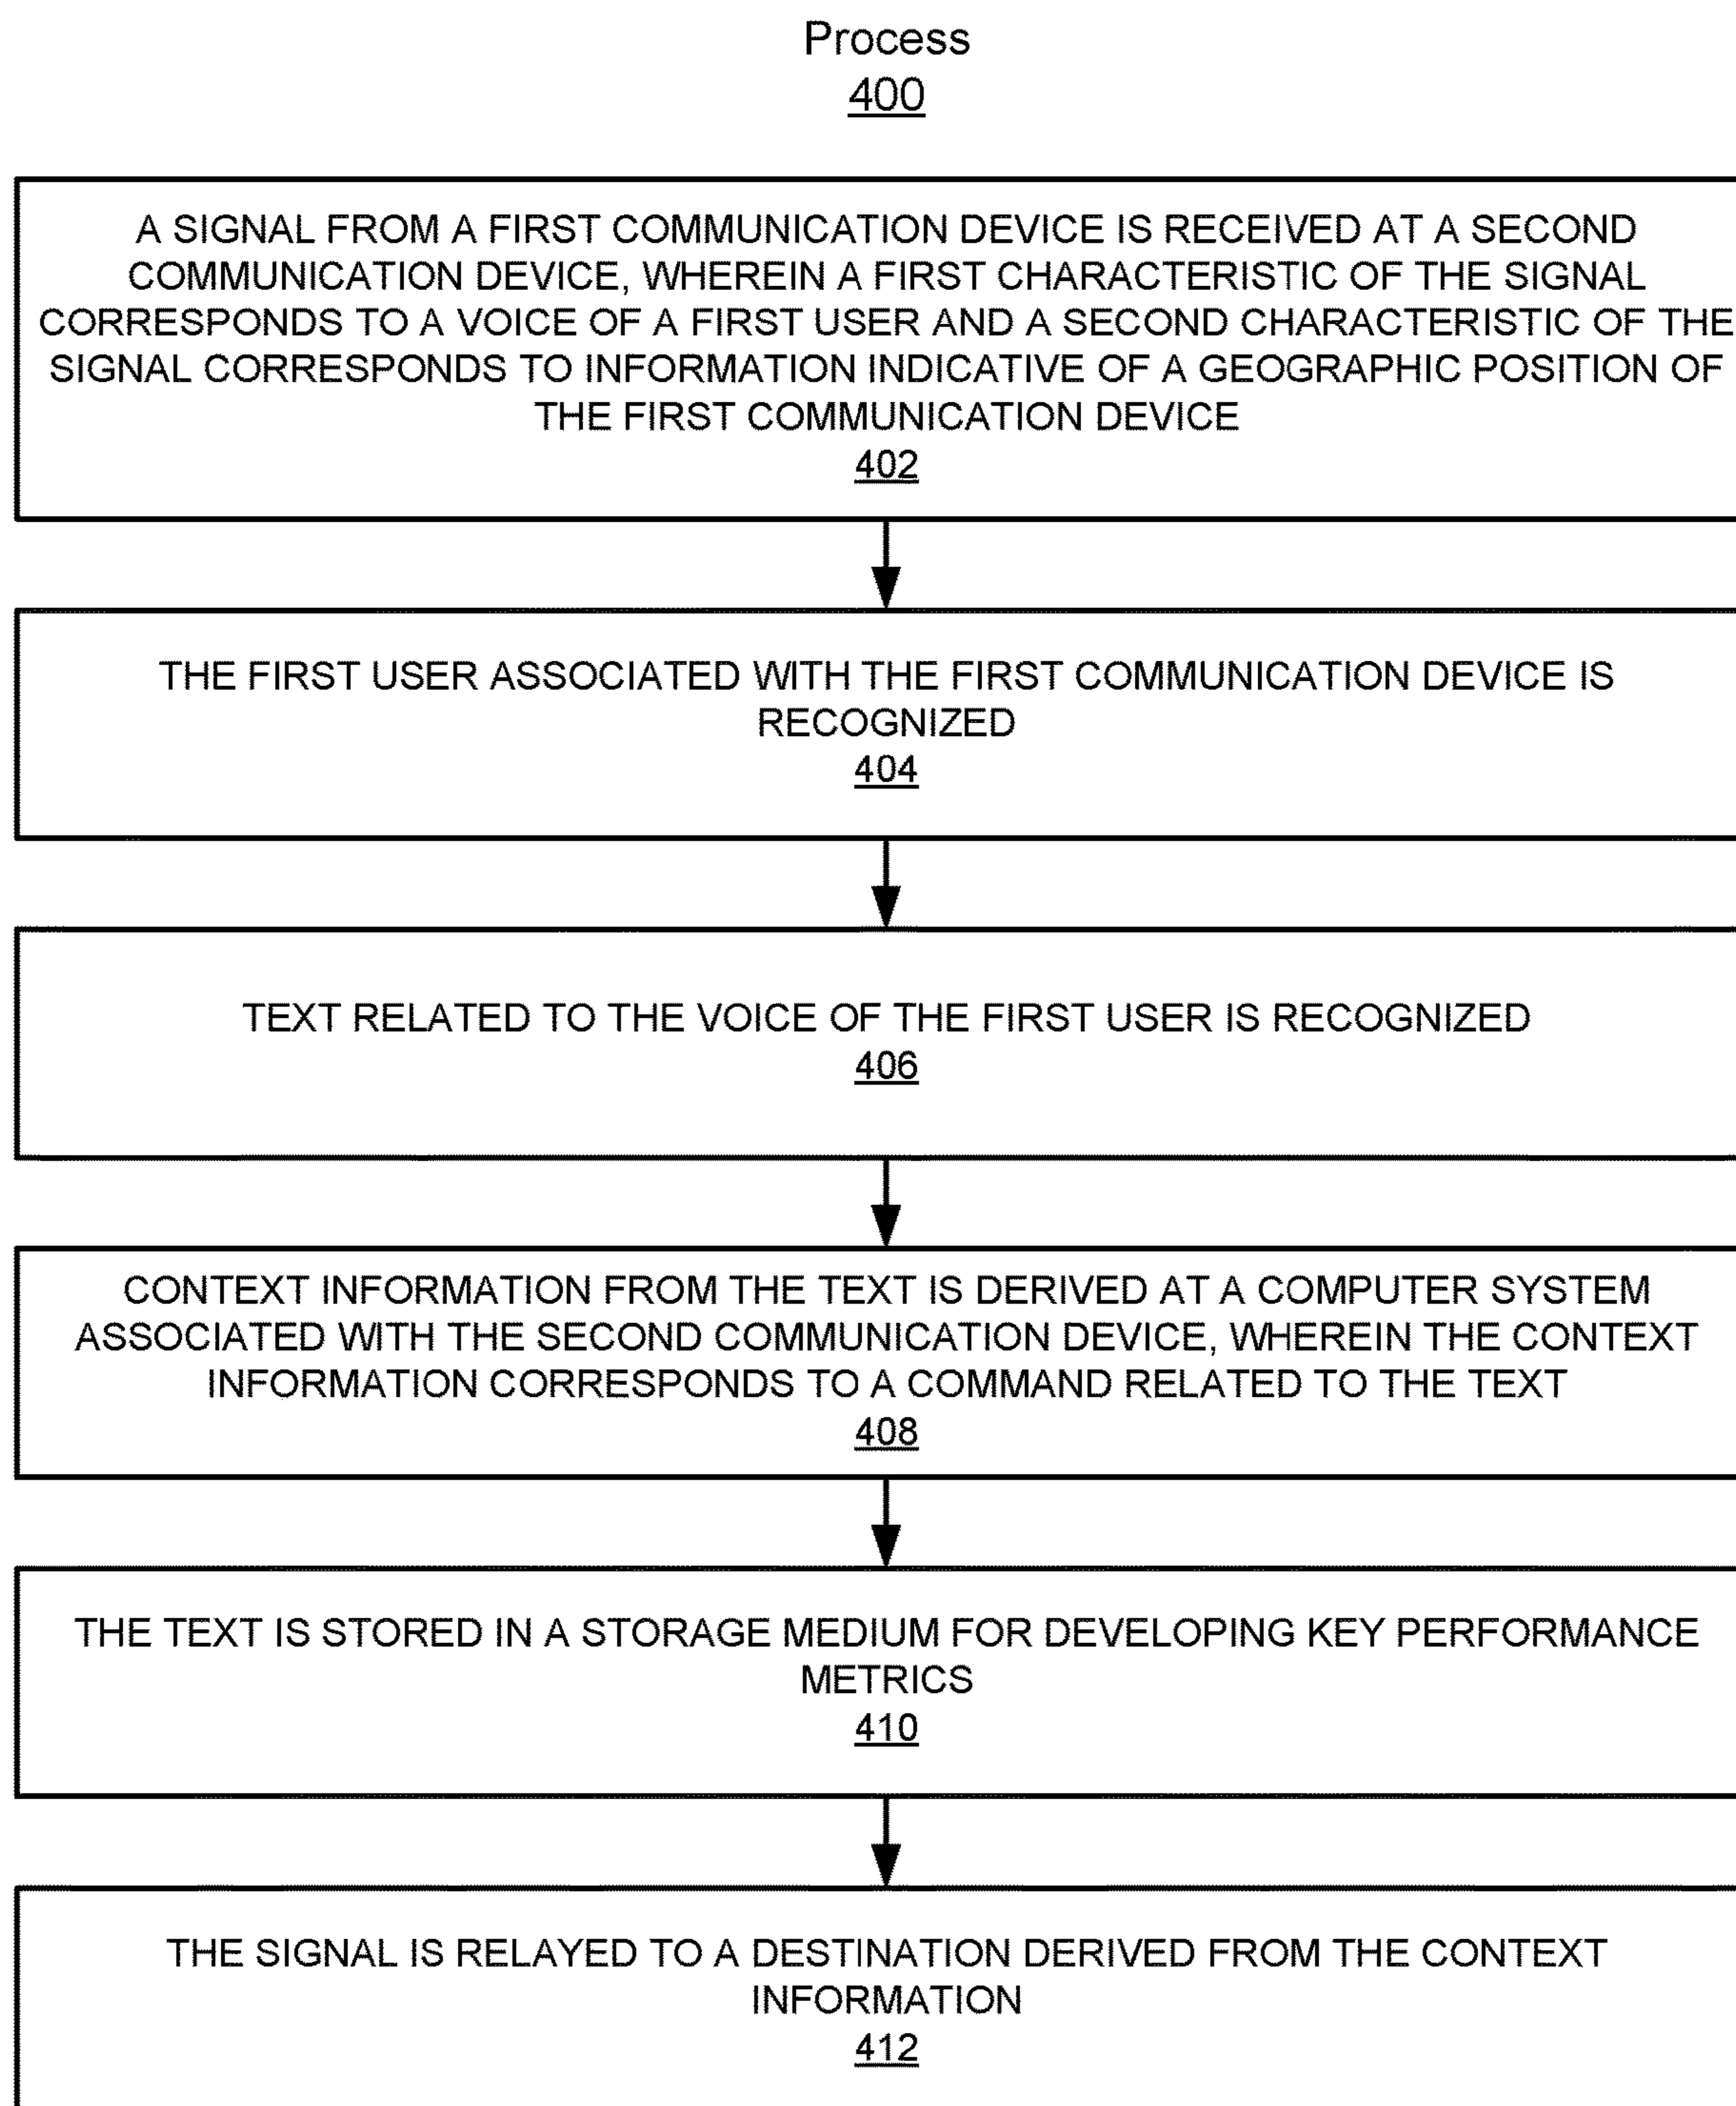 Process
400
A SIGNAL FROM A FIRST COMMUNICATION DEVICE IS RECEIVED AT A SECOND
COMMUNICATION DEVICE, WHEREIN A FIRST CHARACTERISTIC OF THE SIGNAL
CORRESPONDS TO A VOICE OF A FIRST USER AND A SECOND CHARACTERISTIC OF THE
SIGNAL CORRESPONDS TO INFORMATION INDICATIVE OF A GEOGRAPHIC POSITION OF
THE FIRST COMMUNICATION DEVICE
402
THE FIRST USER ASSOCIATED WITH THE FIRST COMMUNICATION DEVICE IS
RECOGNIZED
404
TEXT RELATED TO THE VOICE OF THE FIRST USER IS RECOGNIZED
406
CONTEXT INFORMATION FROM THE TEXT IS DERIVED AT A COMPUTER SYSTEM
ASSOCIATED WITH THE SECOND COMMUNICATION DEVICE, WHEREIN THE CONTEXT
INFORMATION CORRESPONDS TO A COMMAND RELATED TO THE TEXT
408
THE TEXT IS STORED IN A STORAGE MEDIUM FOR DEVELOPING KEY PERFORMANCE
METRICS
410
THE SIGNAL IS RELAYED TO A DESTINATION DERIVED FROM THE CONTEXT
INFORMATION
412